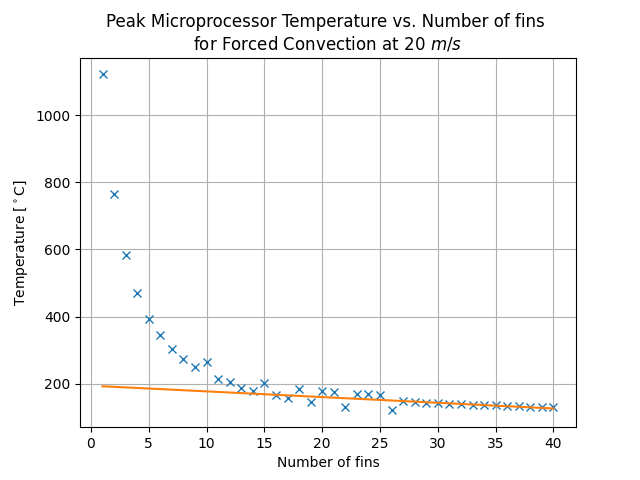 Peak Microprocessor Temperature vs. Number of fins
for Forced Convection at 20 m/s
Temperature [°C]
1000
800
600
400
200
0 5 10 15 20 25 30 35 40
Number of fins